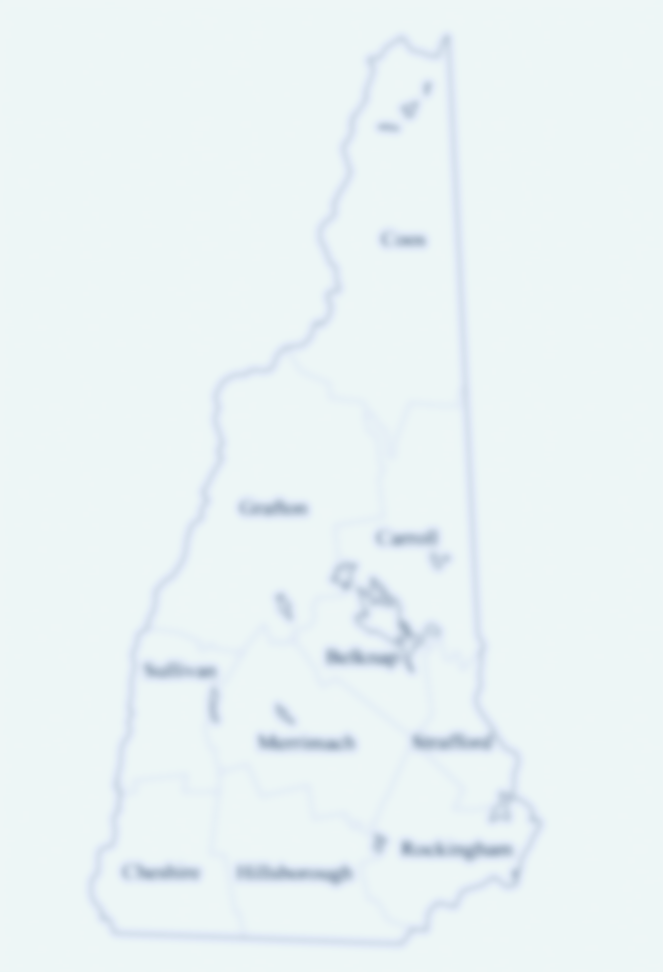 Coos
Grafton
Carroll
Belknap
Sullivan
Merrimack
Strafford
Rockingham
Cheshire
Hillsborough